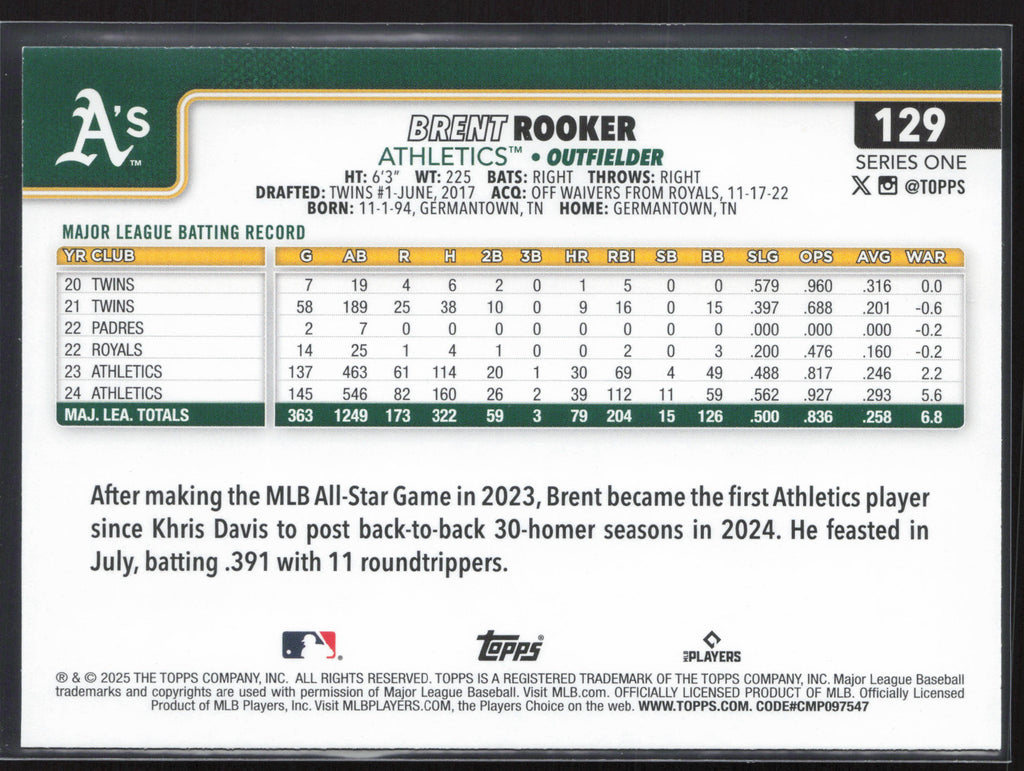 A's™
129
BRENT ROOKER
ATHLETICS™ • OUTFIELDER
SERIES ONE
@TOPPS
HT: 6'3" WT: 225 BATS: RIGHT THROWS: RIGHT
DRAFTED: TWINS #1-JUNE, 2017 ACQ: OFF WAIVERS FROM ROYALS, 11-17-22
BORN: 11-1-94, GERMANTOWN, TN HOME: GERMANTOWN, TN
MAJOR LEAGUE BATTING RECORD
YR CLUB G AB R H 2B 3B HR RBI SB BB SLG OPS AVG WAR
20 TWINS 7 19 4 6 2 0 1 5 0 0 .579 .960 .316 0.0
21 TWINS 58 189 25 38 10 0 9 16 0 15 .397 .688 .201 -0.6
22 PADRES 2 7 0 0 0 0 0 0 0 0 .000 .000 .000 -0.2
22 ROYALS 14 25 1 4 1 0 0 2 0 3 .200 .476 .160 -0.2
23 ATHLETICS 137 463 61 114 20 1 30 69 4 49 .488 .817 .246 2.2
24 ATHLETICS 145 546 82 160 26 2 39 112 11 59 .562 .927 .293 5.6
MAJ. LEA. TOTALS 363 1249 173 322 59 3 79 204 15 126 .500 .836 .258 6.8
After making the MLB All-Star Game in 2023, Brent became the first Athletics player
since Khris Davis to post back-to-back 30-homer seasons in 2024. He feasted in
July, batting .391 with 11 roundtrippers.
topps®
MLB PLAYERS
® & © 2025 THE TOPPS COMPANY, INC. ALL RIGHTS RESERVED. TOPPS IS A REGISTERED TRADEMARK OF THE TOPPS COMPANY, INC. Major League Baseball
trademarks and copyrights are used with permission of Major League Baseball. Visit MLB.com. OFFICIALLY LICENSED PRODUCT OF MLB. Officially Licensed
Product of MLB Players, Inc. Visit MLBPLAYERS.COM, the Players Choice on the web. WWW.TOPPS.COM. CODE#CMP097547